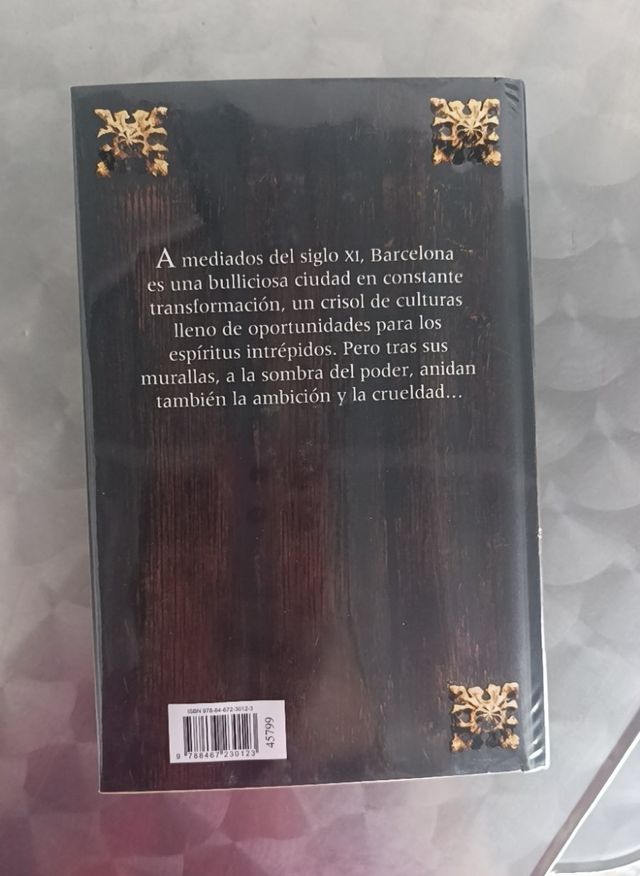 A mediados del siglo XI, Barcelona
es una bulliciosa ciudad en constante
transformación, un crisol de culturas
lleno de oportunidades para los
espíritus intrépidos. Pero tras sus
murallas, a la sombra del poder, anidan
también la ambición y la crueldad...
ISBN 978-84-672-3012-3
9 788467 230123
45799